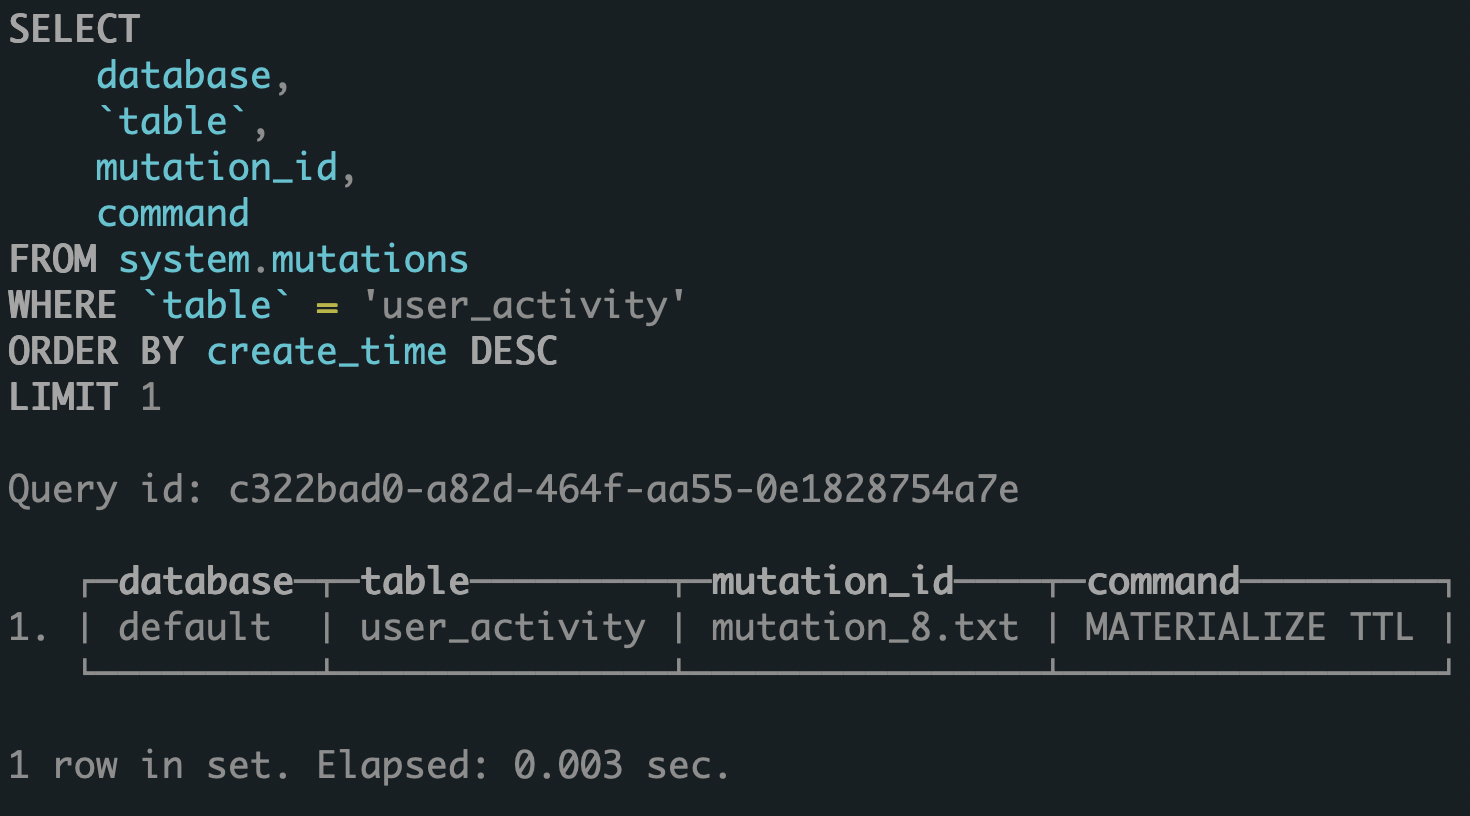 SELECT
    database,
    `table`,
    mutation_id,
    command
FROM system.mutations
WHERE `table` = 'user_activity'
ORDER BY create_time DESC
LIMIT 1

Query id: c322bad0-a82d-464f-aa55-0e1828754a7e

   ┌─database─┬─table─────────┬─mutation_id────┬─command─────────┐
1. │ default  │ user_activity │ mutation_8.txt │ MATERIALIZE TTL │
   └──────────┴───────────────┴────────────────┴─────────────────┘

1 row in set. Elapsed: 0.003 sec.